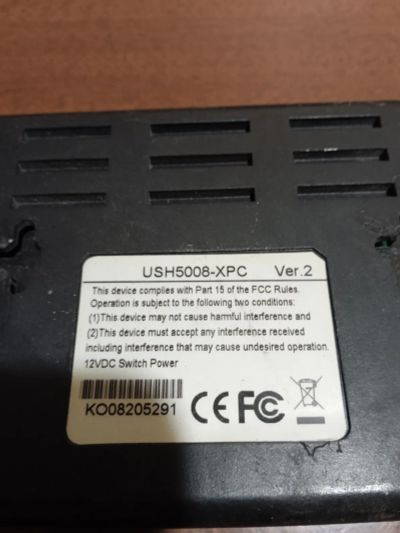 USH5008-XPC Ver.2
This device complies with Part 15 of the FCC Rules.
Operation is subject to the following two conditions:
(1)This device may not cause harmful interference and
(2)This device must accept any interference received
including interference that may cause undesired operation.
12VDC Switch Power
KO08205291
CE FC